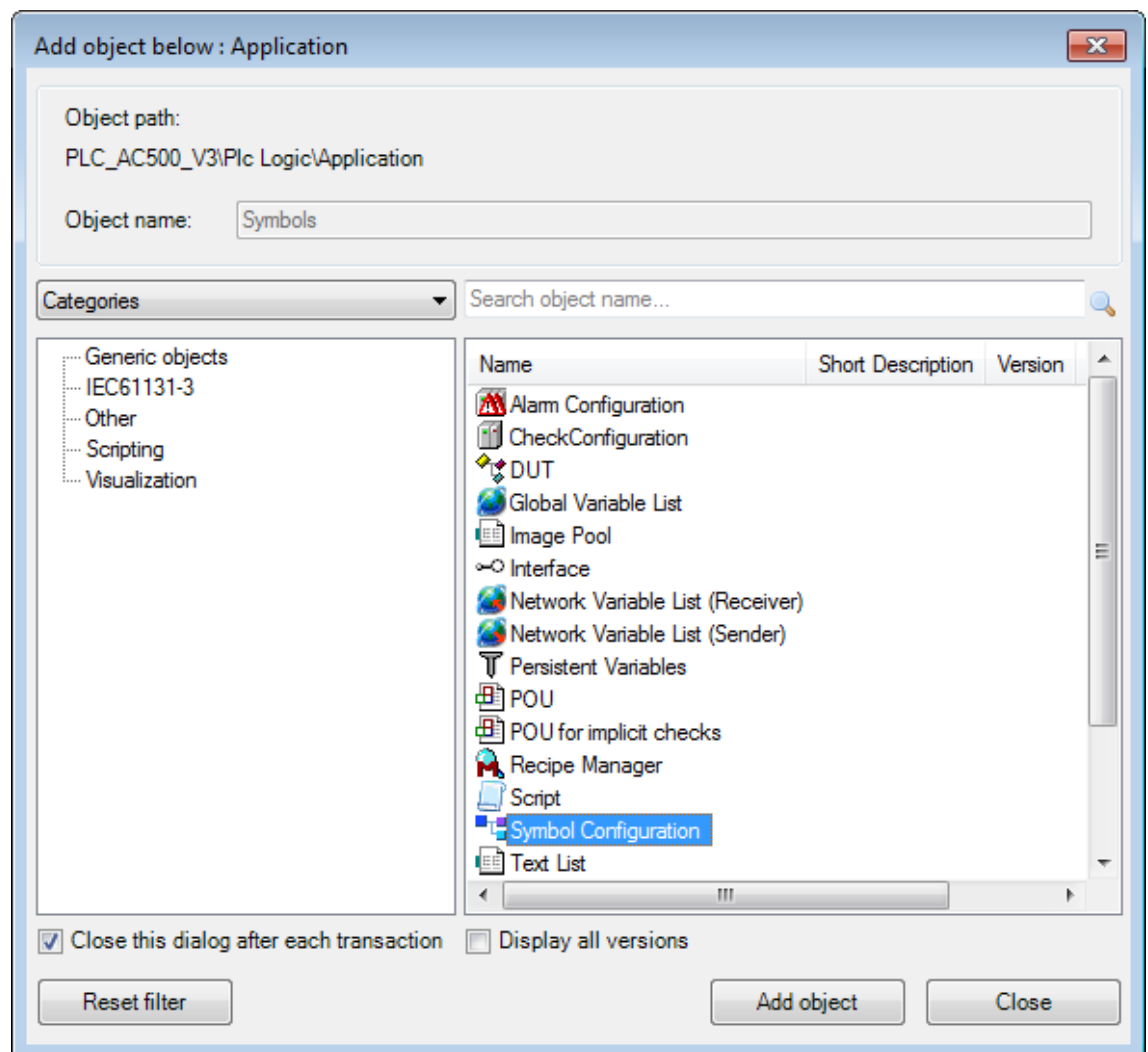 Add object below : Application
Object path:
PLC_AC500_V3\Plc Logic\Application
Object name: Symbols
Categories
Search object name...
Generic objects
IEC61131-3
Other
Scripting
Visualization
Name Short Description Version
Alarm Configuration
CheckConfiguration
DUT
Global Variable List
Image Pool
Interface
Network Variable List (Receiver)
Network Variable List (Sender)
Persistent Variables
POU
POU for implicit checks
Recipe Manager
Script
Symbol Configuration
Text List
Close this dialog after each transaction
Display all versions
Reset filter
Add object
Close